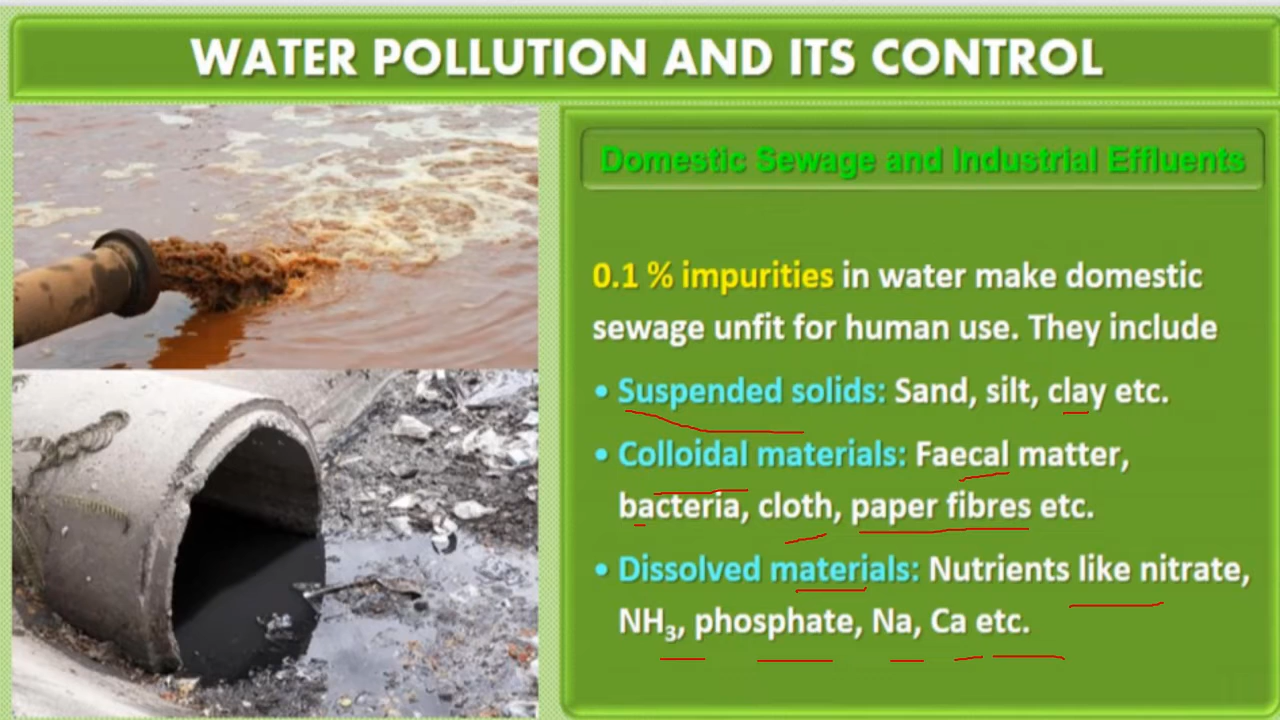 WATER POLLUTION AND ITS CONTROL
Domestic Sewage and Industrial Effluents
0.1 % impurities in water make domestic
sewage unfit for human use. They include
• Suspended solids: Sand, silt, clay etc.
• Colloidal materials: Faecal matter,
bacteria, cloth, paper fibres etc.
• Dissolved materials: Nutrients like nitrate,
NH₃, phosphate, Na, Ca etc.